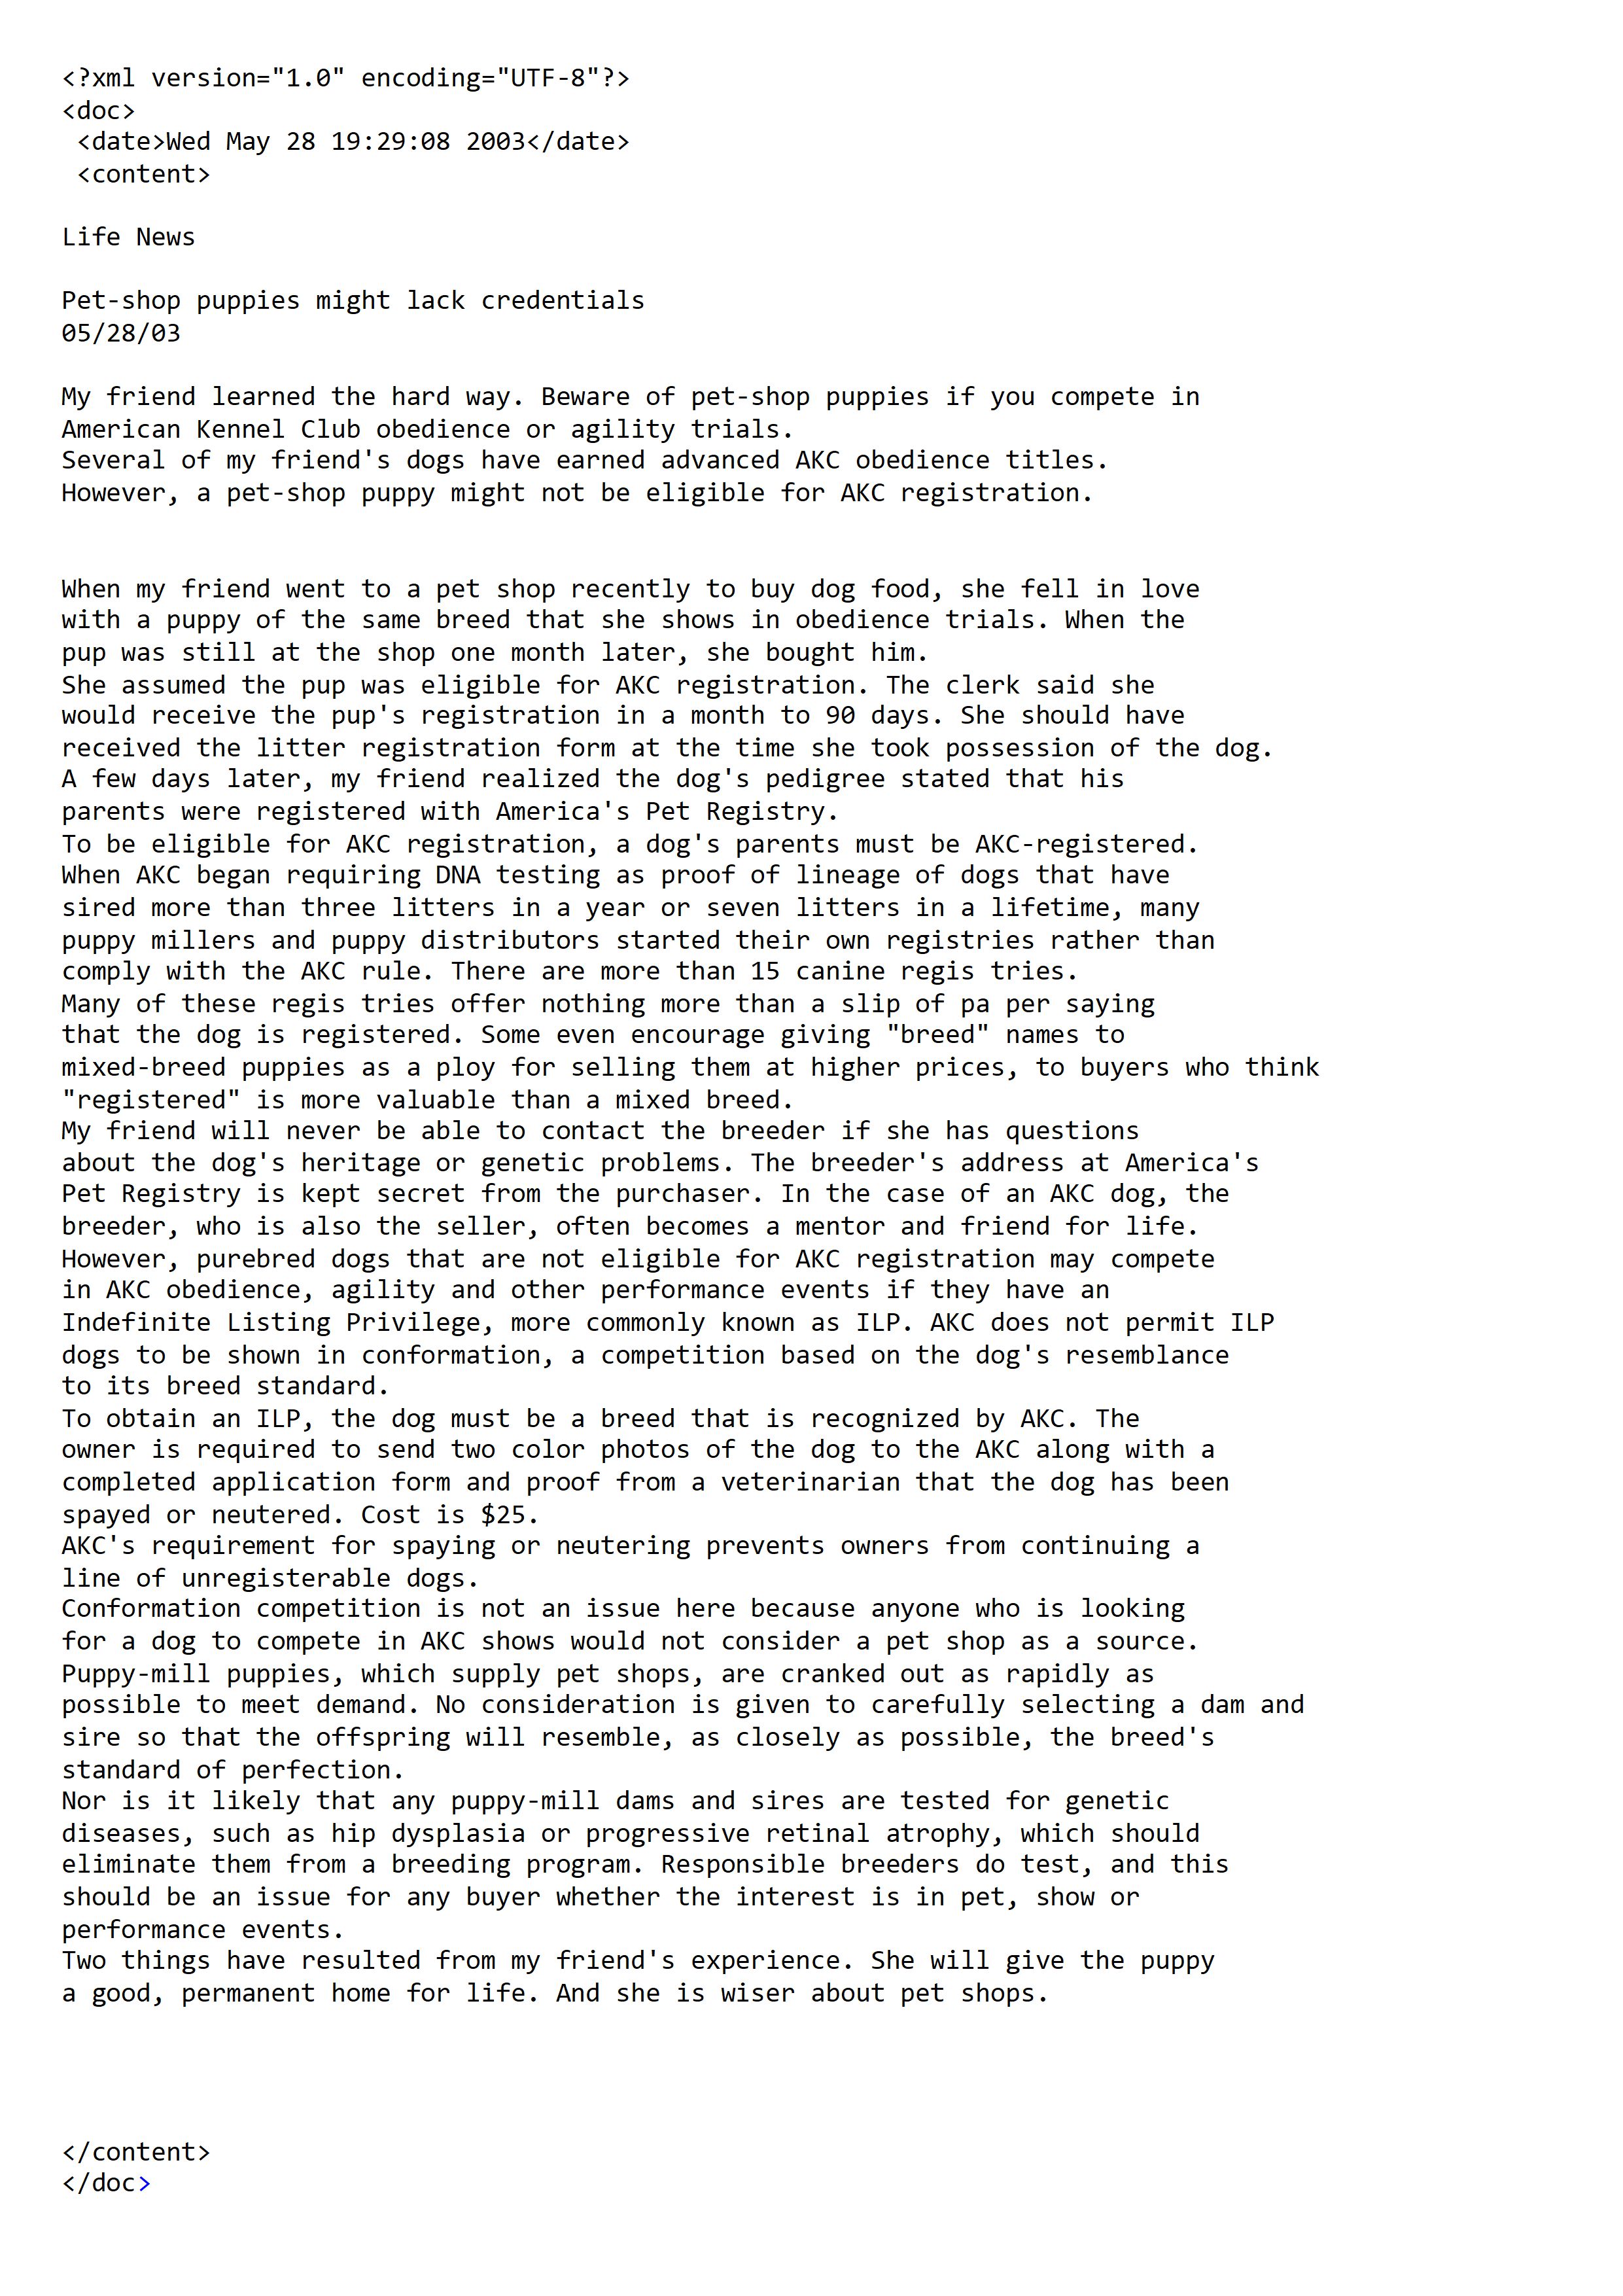 <?xml version="1.0" encoding="UTF-8"?>
<doc>
<date>Wed May 28 19:29:08 2003</date>
<content>
Life News
Pet-shop puppies might lack credentials
05/28/03
My friend learned the hard way. Beware of pet-shop puppies if you compete in
American Kennel Club obedience or agility trials.
Several of my friend's dogs have earned advanced AKC obedience titles.
However, a pet-shop puppy might not be eligible for AKC registration.
When my friend went to a pet shop recently to buy dog food, she fell in love
with a puppy of the same breed that she shows in obedience trials. When the
pup was still at the shop one month later, she bought him.
She assumed the pup was eligible for AKC registration. The clerk said she
would receive the pup's registration in a month to 90 days. She should have
received the litter registration form at the time she took possession of the dog.
A few days later, my friend realized the dog's pedigree stated that his
parents were registered with America's Pet Registry.
To be eligible for AKC registration, a dog's parents must be AKC-registered.
When AKC began requiring DNA testing as proof of lineage of dogs that have
sired more than three litters in a year or seven litters in a lifetime, many
puppy millers and puppy distributors started their own registries rather than
comply with the AKC rule. There are more than 15 canine regis tries.
Many of these regis tries offer nothing more than a slip of pa per saying
that the dog is registered. Some even encourage giving "breed" names to
mixed-breed puppies as a ploy for selling them at higher prices, to buyers who think
"registered" is more valuable than a mixed breed.
My friend will never be able to contact the breeder if she has questions
about the dog's heritage or genetic problems. The breeder's address at America's
Pet Registry is kept secret from the purchaser. In the case of an AKC dog, the
breeder, who is also the seller, often becomes a mentor and friend for life.
However, purebred dogs that are not eligible for AKC registration may compete
in AKC obedience, agility and other performance events if they have an
Indefinite Listing Privilege, more commonly known as ILP. AKC does not permit ILP
dogs to be shown in conformation, a competition based on the dog's resemblance
to its breed standard.
To obtain an ILP, the dog must be a breed that is recognized by AKC. The
owner is required to send two color photos of the dog to the AKC along with a
completed application form and proof from a veterinarian that the dog has been
spayed or neutered. Cost is $25.
AKC's requirement for spaying or neutering prevents owners from continuing a
line of unregisterable dogs.
Conformation competition is not an issue here because anyone who is looking
for a dog to compete in AKC shows would not consider a pet shop as a source.
Puppy-mill puppies, which supply pet shops, are cranked out as rapidly as
possible to meet demand. No consideration is given to carefully selecting a dam and
sire so that the offspring will resemble, as closely as possible, the breed's
standard of perfection.
Nor is it likely that any puppy-mill dams and sires are tested for genetic
diseases, such as hip dysplasia or progressive retinal atrophy, which should
eliminate them from a breeding program. Responsible breeders do test, and this
should be an issue for any buyer whether the interest is in pet, show or
performance events.
Two things have resulted from my friend's experience. She will give the puppy
a good, permanent home for life. And she is wiser about pet shops.
</content>
</doc>